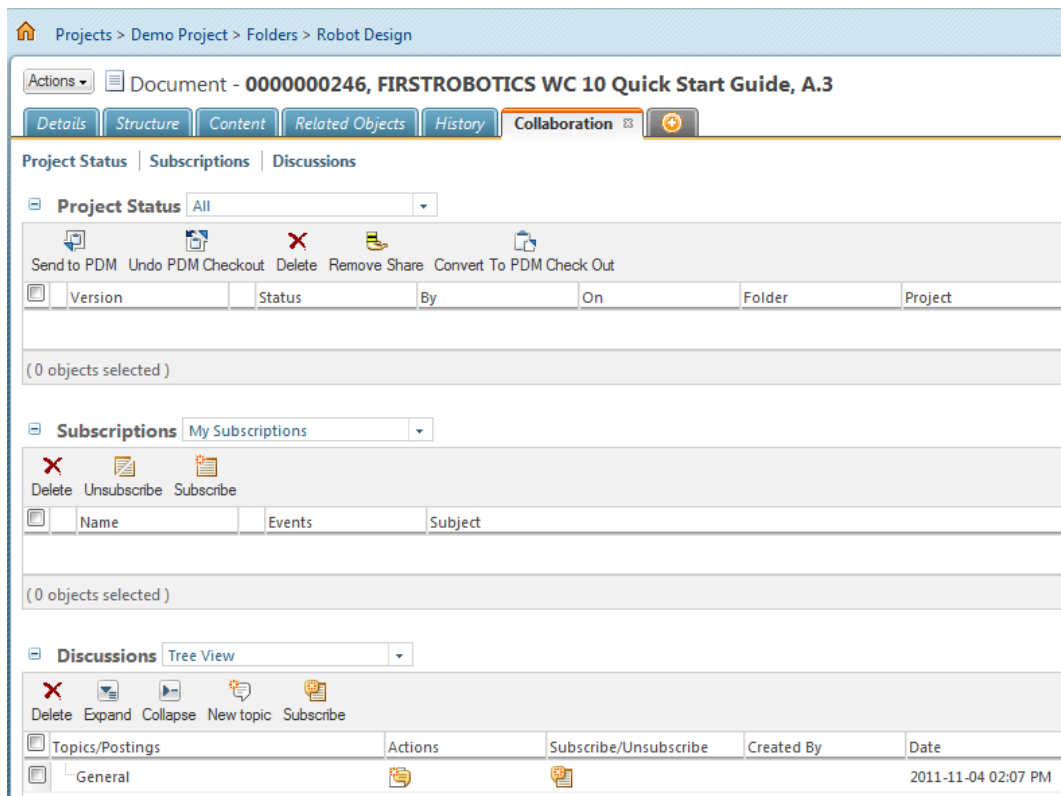 Projects > Demo Project > Folders > Robot Design
Actions Document - 0000000246, FIRSTROBOTICS WC 10 Quick Start Guide, A.3
Details Structure Content Related Objects History Collaboration
Project Status | Subscriptions | Discussions
Project Status All
Send to PDM Undo PDM Checkout Delete Remove Share Convert To PDM Check Out
Version Status By On Folder Project
( 0 objects selected )
Subscriptions My Subscriptions
Delete Unsubscribe Subscribe
Name Events Subject
( 0 objects selected )
Discussions Tree View
Delete Expand Collapse New topic Subscribe
Topics/Postings Actions Subscribe/Unsubscribe Created By Date
General 2011-11-04 02:07 PM